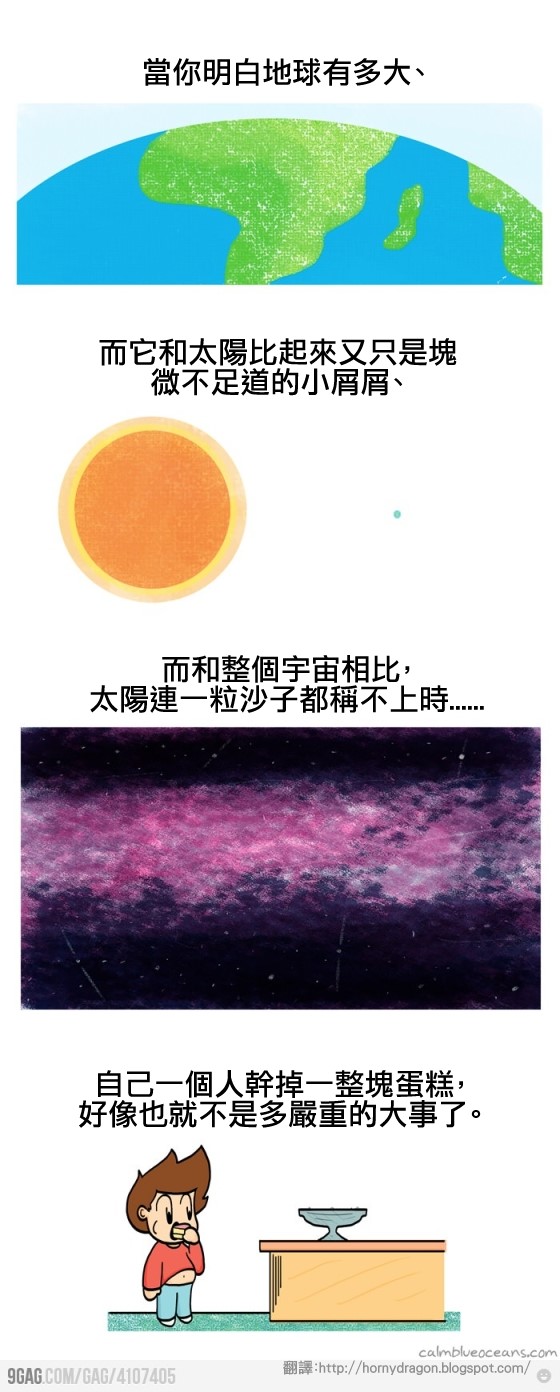 當你明白地球有多大、
而它和太陽比起來又只是塊
微不足道的小屑屑、
而和整個宇宙相比，
太陽連一粒沙子都稱不上時......
自己一個人幹掉一整塊蛋糕，
好像也就不是多嚴重的大事了。
calmblueoceans.com
9GAG.COM/GAG/4107405
翻譯:http://hornydragon.blogspot.com/